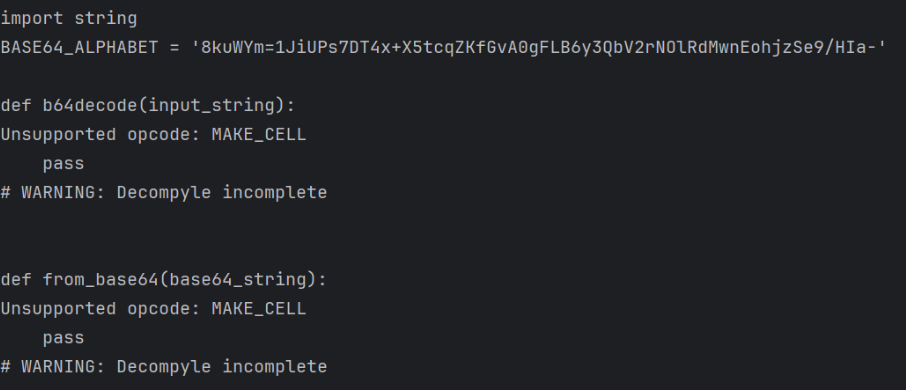 import string
BASE64_ALPHABET = '8kuWYm=1JiUPs7DT4x+X5tcqZKfGvA0gFLB6y3QbV2rNOlRdMwnEohjzSe9/HIa-'
def b64decode(input_string):
Unsupported opcode: MAKE_CELL
    pass
# WARNING: Decompyle incomplete
def from_base64(base64_string):
Unsupported opcode: MAKE_CELL
    pass
# WARNING: Decompyle incomplete